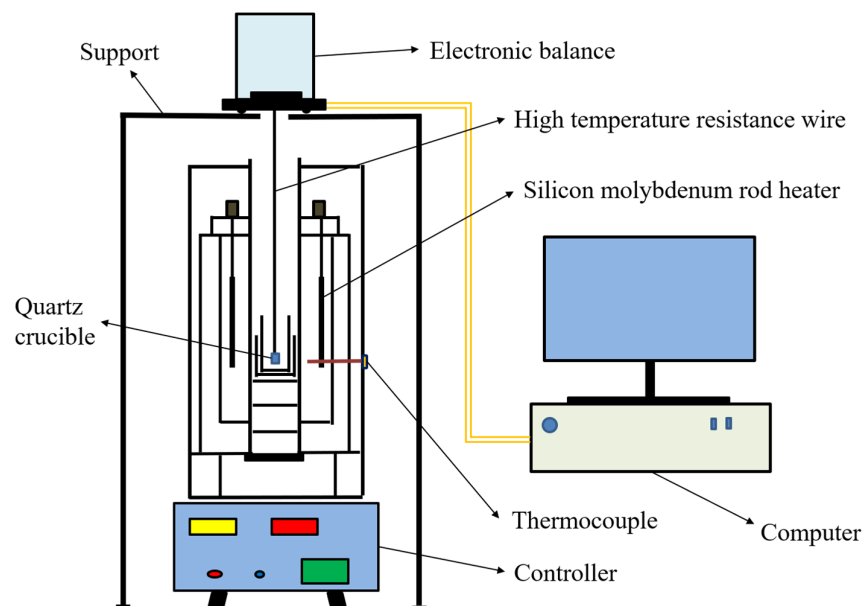 Support
Electronic balance
High temperature resistance wire
Silicon molybdenum rod heater
Quartz
crucible
Thermocouple
Computer
Controller